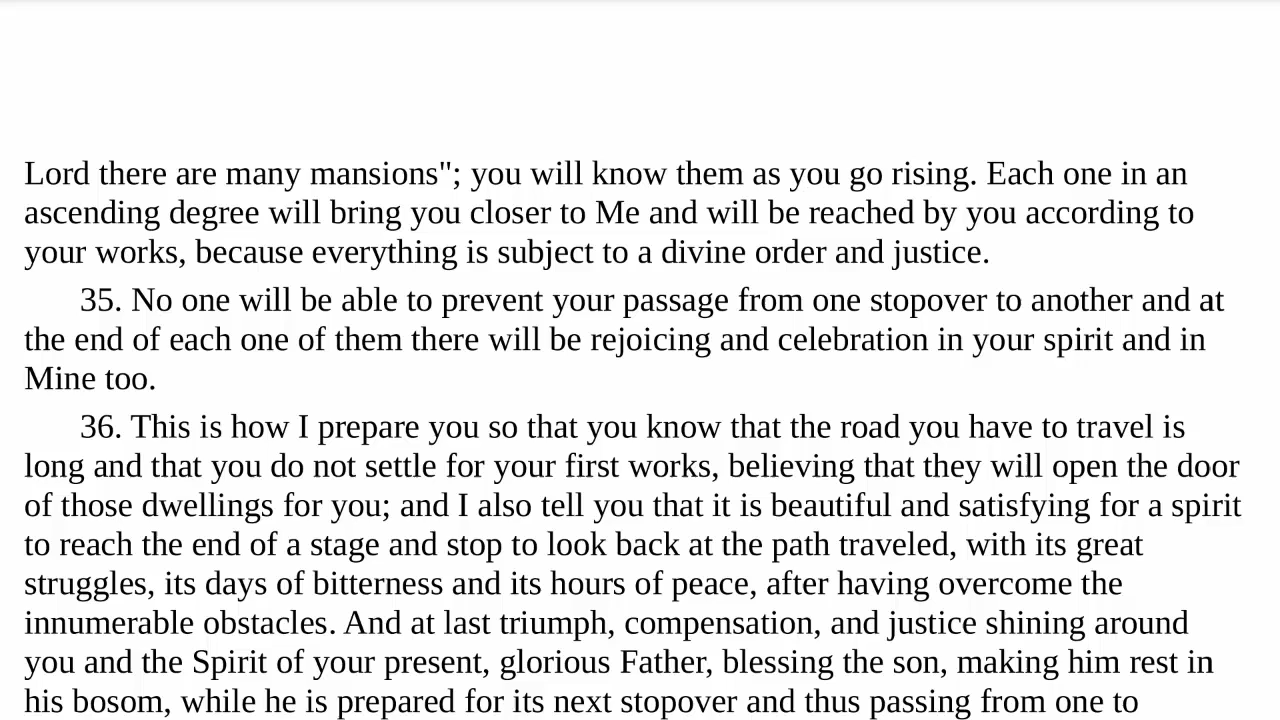 Lord there are many mansions"; you will know them as you go rising. Each one in an
ascending degree will bring you closer to Me and will be reached by you according to
your works, because everything is subject to a divine order and justice.
35. No one will be able to prevent your passage from one stopover to another and at
the end of each one of them there will be rejoicing and celebration in your spirit and in
Mine too.
36. This is how I prepare you so that you know that the road you have to travel is
long and that you do not settle for your first works, believing that they will open the door
of those dwellings for you; and I also tell you that it is beautiful and satisfying for a spirit
to reach the end of a stage and stop to look back at the path traveled, with its great
struggles, its days of bitterness and its hours of peace, after having overcome the
innumerable obstacles. And at last triumph, compensation, and justice shining around
you and the Spirit of your present, glorious Father, blessing the son, making him rest in
his bosom, while he is prepared for its next stopover and thus passing from one to